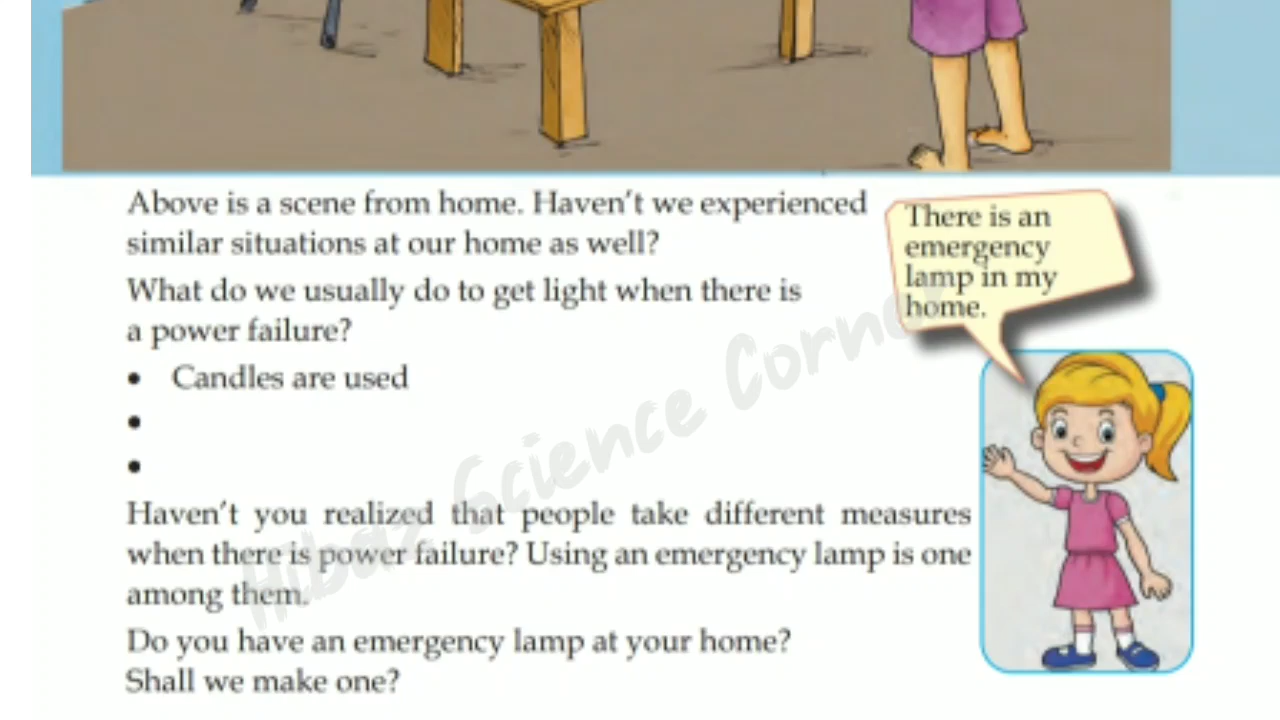 Above is a scene from home. Haven't we experienced
similar situations at our home as well?
There is an
emergency
lamp in my
home.
What do we usually do to get light when there is
a power failure?
• Candles are used
•
•
Haven't you realized that people take different measures
when there is power failure? Using an emergency lamp is one
among them.
Do you have an emergency lamp at your home?
Shall we make one?
Hibaz Science Corner